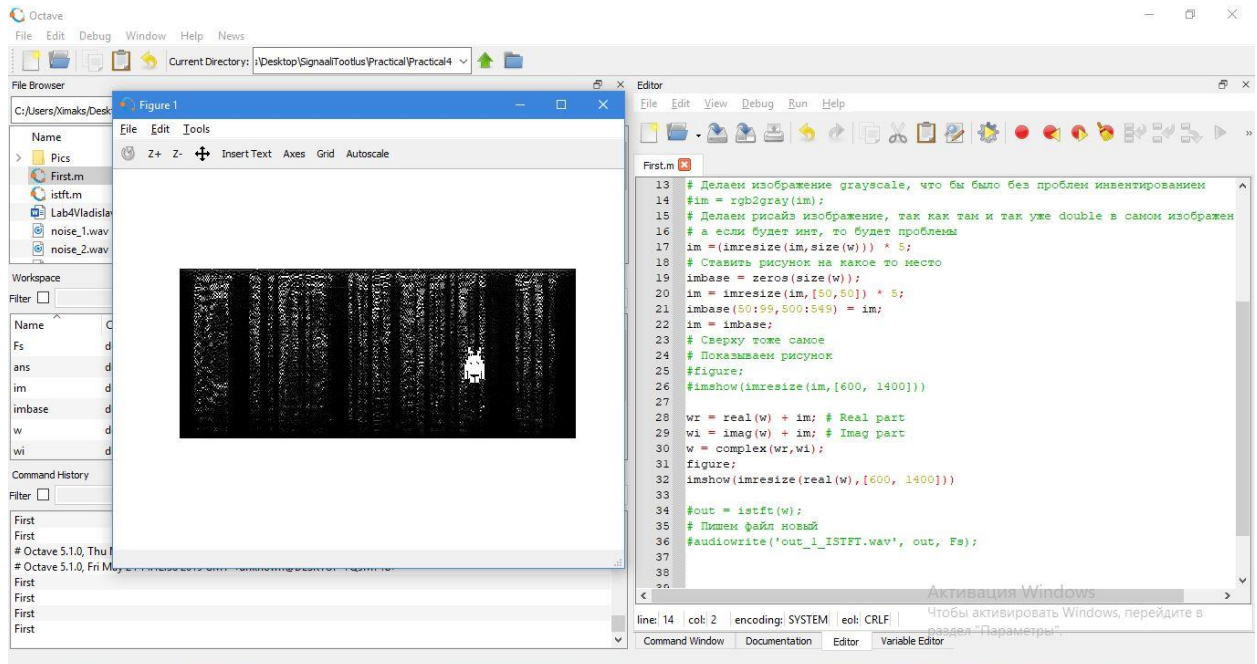 Octave
File Edit Debug Window Help News
Current Directory: :\Desktop\SignaaliTootlus\Practical\Practical4
File Browser
C:/Users/Ximaks/Desk
Name
Pics
First.m
istft.m
Lab4Vladisla
noise_1.wav
noise_2.wav
Workspace
Filter
Name C
Fs d
ans d
im d
imbase d
w d
wi d
Command History
Filter
First
First
# Octave 5.1.0, Thu
# Octave 5.1.0, Fri
First
First
First
First
Figure 1
File Edit Tools
Z+ Z- Insert Text Axes Grid Autoscale
Editor
File Edit View Debug Run Help
First.m
13 # Делаем изображение grayscale, что бы было без проблем инвентированием
14 #im = rgb2gray(im);
15 # Делаем рисайз изображение, так как там и так уже double в самом изображен
16 # а если будет инт, то будет проблемы
17 im =(imresize(im,size(w))) * 5;
18 # Ставить рисунок на какое то место
19 imbase = zeros(size(w));
20 im = imresize(im,[50,50]) * 5;
21 imbase(50:99,500:549) = im;
22 im = imbase;
23 # Сверху тоже самое
24 # Показываем рисунок
25 #figure;
26 #imshow(imresize(im,[600, 1400]))
27
28 wr = real(w) + im; # Real part
29 wi = imag(w) + im; # Imag part
30 w = complex(wr,wi);
31 figure;
32 imshow(imresize(real(w),[600, 1400]))
33
34 #out = istft(w);
35 # Пишем файл новый
36 #audiowrite('out_1_ISTFT.wav', out, Fs);
37
38
Активация Windows
Чтобы активировать Windows, перейдите в
раздел "Параметры".
line: 14 col: 2 encoding: SYSTEM eol: CRLF
Command Window Documentation Editor Variable Editor